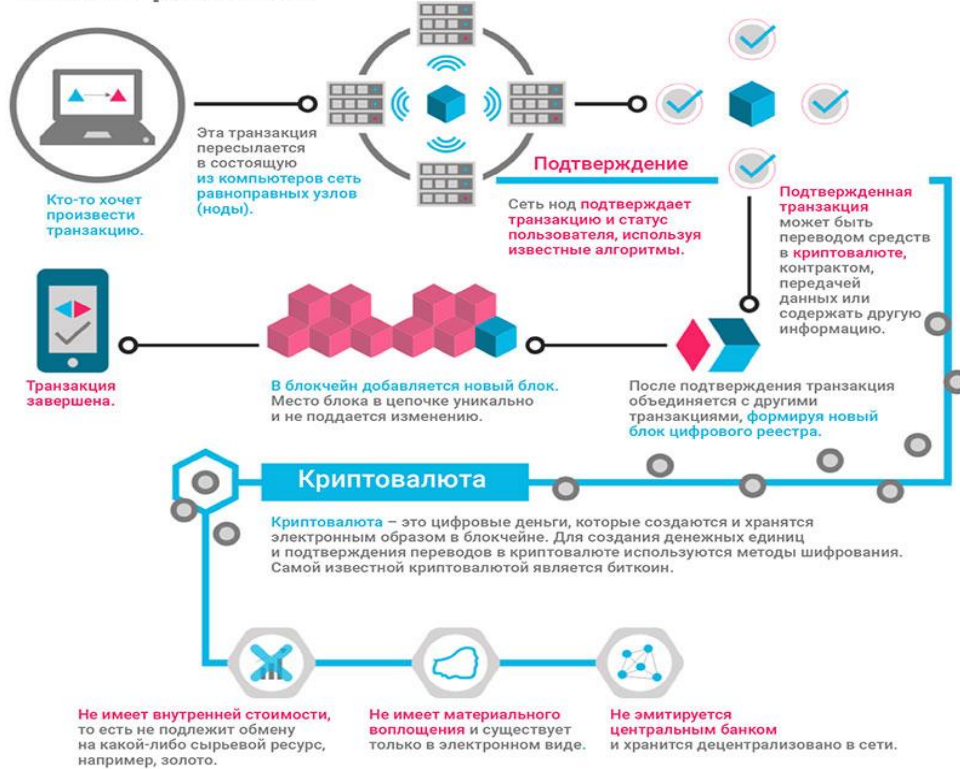 Кто-то хочет
произвести
транзакцию.
Эта транзакция
пересылается
в состоящую
из компьютеров сеть
равноправных узлов
(ноды).
Подтверждение
Сеть нод подтверждает
транзакцию и статус
пользователя, используя
известные алгоритмы.
Подтвержденная
транзакция
может быть
переводом средств
в криптовалюте,
контрактом,
передачей
данных или
содержать другую
информацию.
После подтверждения транзакция
объединяется с другими
транзакциями, формируя новый
блок цифрового реестра.
В блокчейн добавляется новый блок.
Место блока в цепочке уникально
и не поддается изменению.
Транзакция
завершена.
Криптовалюта
Криптовалюта – это цифровые деньги, которые создаются и хранятся
электронным образом в блокчейне. Для создания денежных единиц
и подтверждения переводов в криптовалюте используются методы шифрования.
Самой известной криптовалютой является биткоин.
Не имеет внутренней стоимости,
то есть не подлежит обмену
на какой-либо сырьевой ресурс,
например, золото.
Не имеет материального
воплощения и существует
только в электронном виде.
Не эмитируется
центральным банком
и хранится децентрализовано в сети.